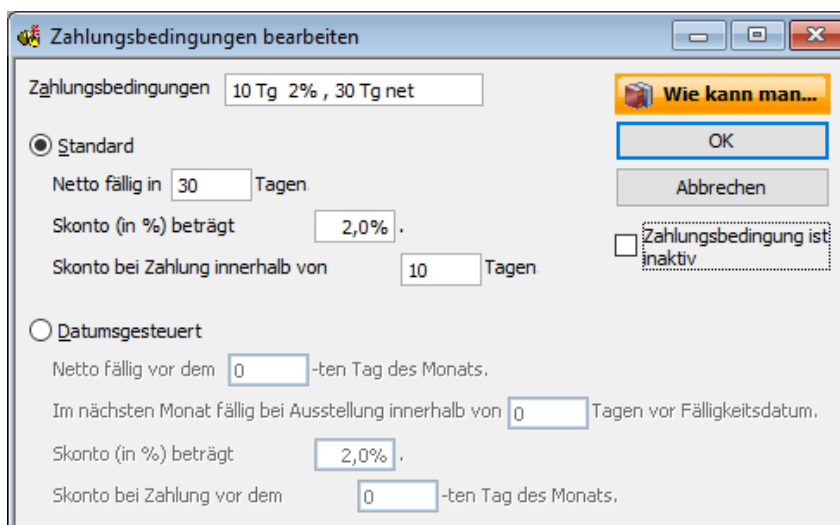 Zahlungsbedingungen bearbeiten
Zahlungsbedingungen 10 Tg 2% , 30 Tg net
Wie kann man...
Standard
OK
Netto fällig in 30 Tagen.
Abbrechen
Skonto (in %) beträgt 2,0% .
Zahlungsbedingung ist
inaktiv
Skonto bei Zahlung innerhalb von 10 Tagen.
Datumsgesteuert
Netto fällig vor dem 0 -ten Tag des Monats.
Im nächsten Monat fällig bei Ausstellung innerhalb von 0 Tagen vor Fälligkeitsdatum.
Skonto (in %) beträgt 2,0% .
Skonto bei Zahlung vor dem 0 -ten Tag des Monats.